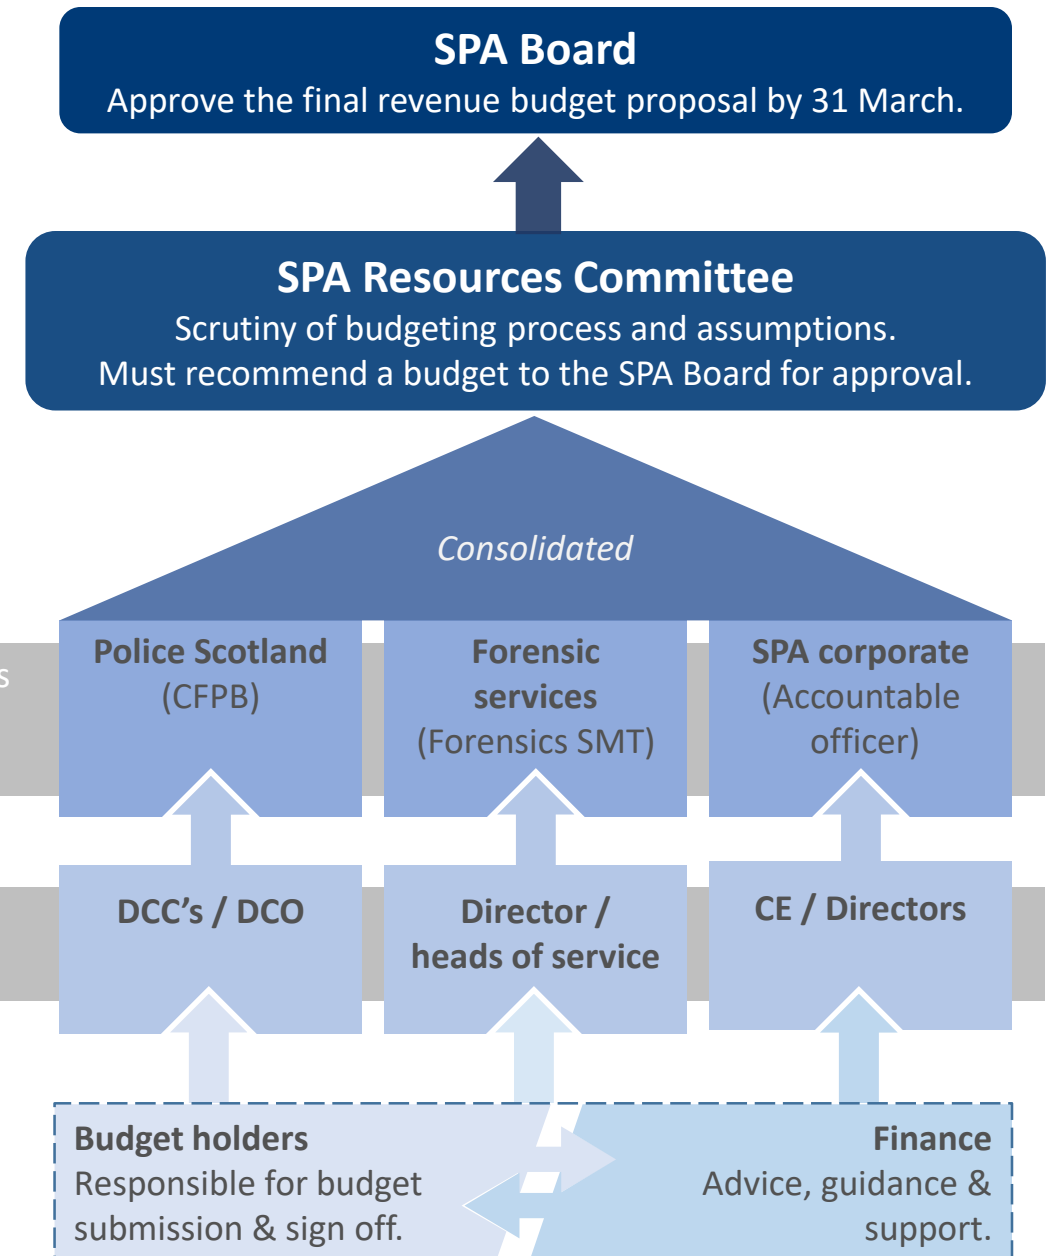 SPA Board
Approve the final revenue budget proposal by 31 March.
SPA Resources Committee
Scrutiny of budgeting process and assumptions.
Must recommend a budget to the SPA Board for approval.
Consolidated
Police Scotland
(CFPB)
Forensic
services
(Forensics SMT)
SPA corporate
(Accountable
officer)
DCC's / DCO
Director /
heads of service
CE / Directors
Budget holders
Responsible for budget
submission & sign off.
Finance
Advice, guidance &
support.